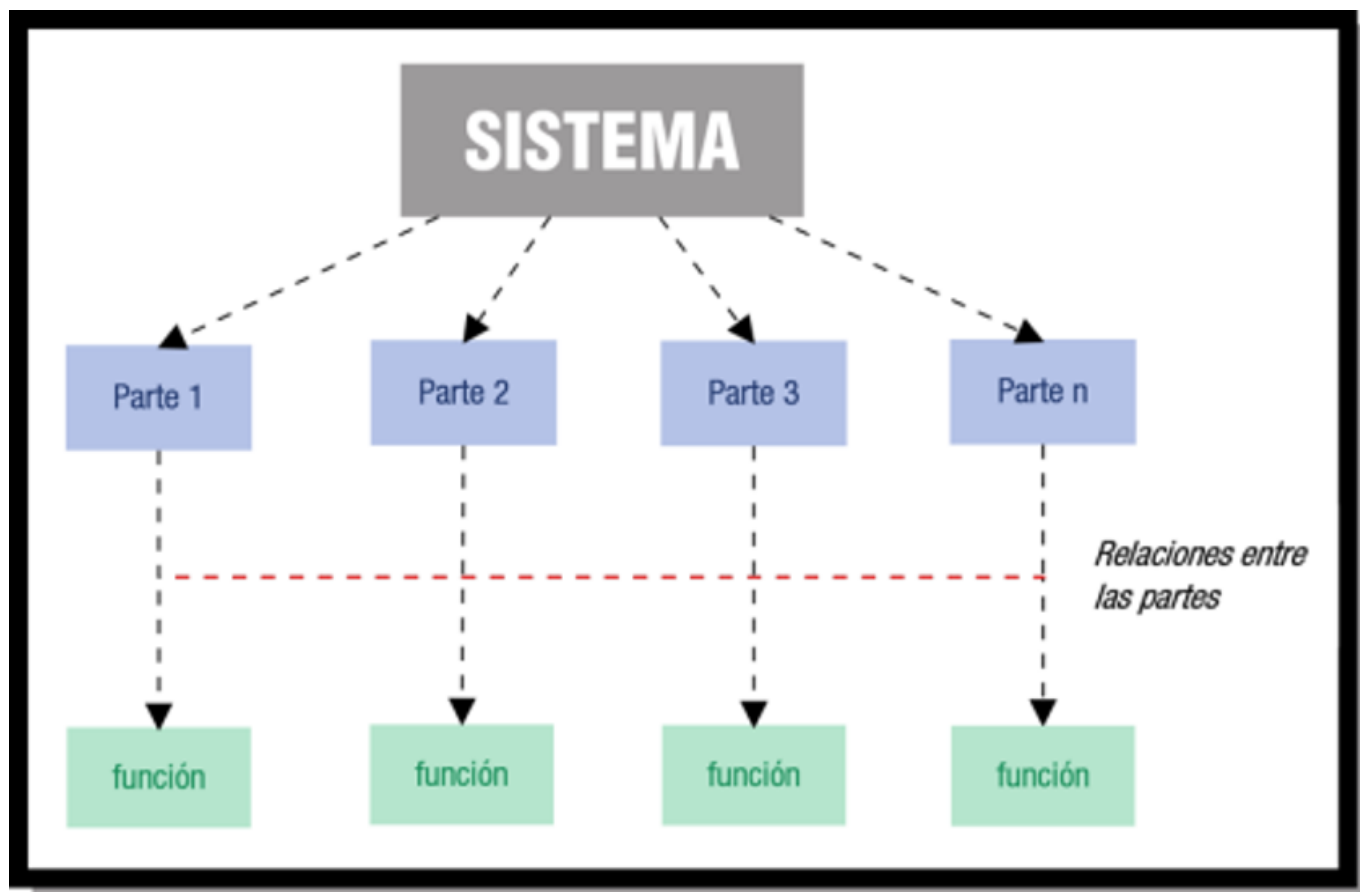 SISTEMA
Parte 1
Parte 2
Parte 3
Parte n
Relaciones entre
las partes
función
función
función
función